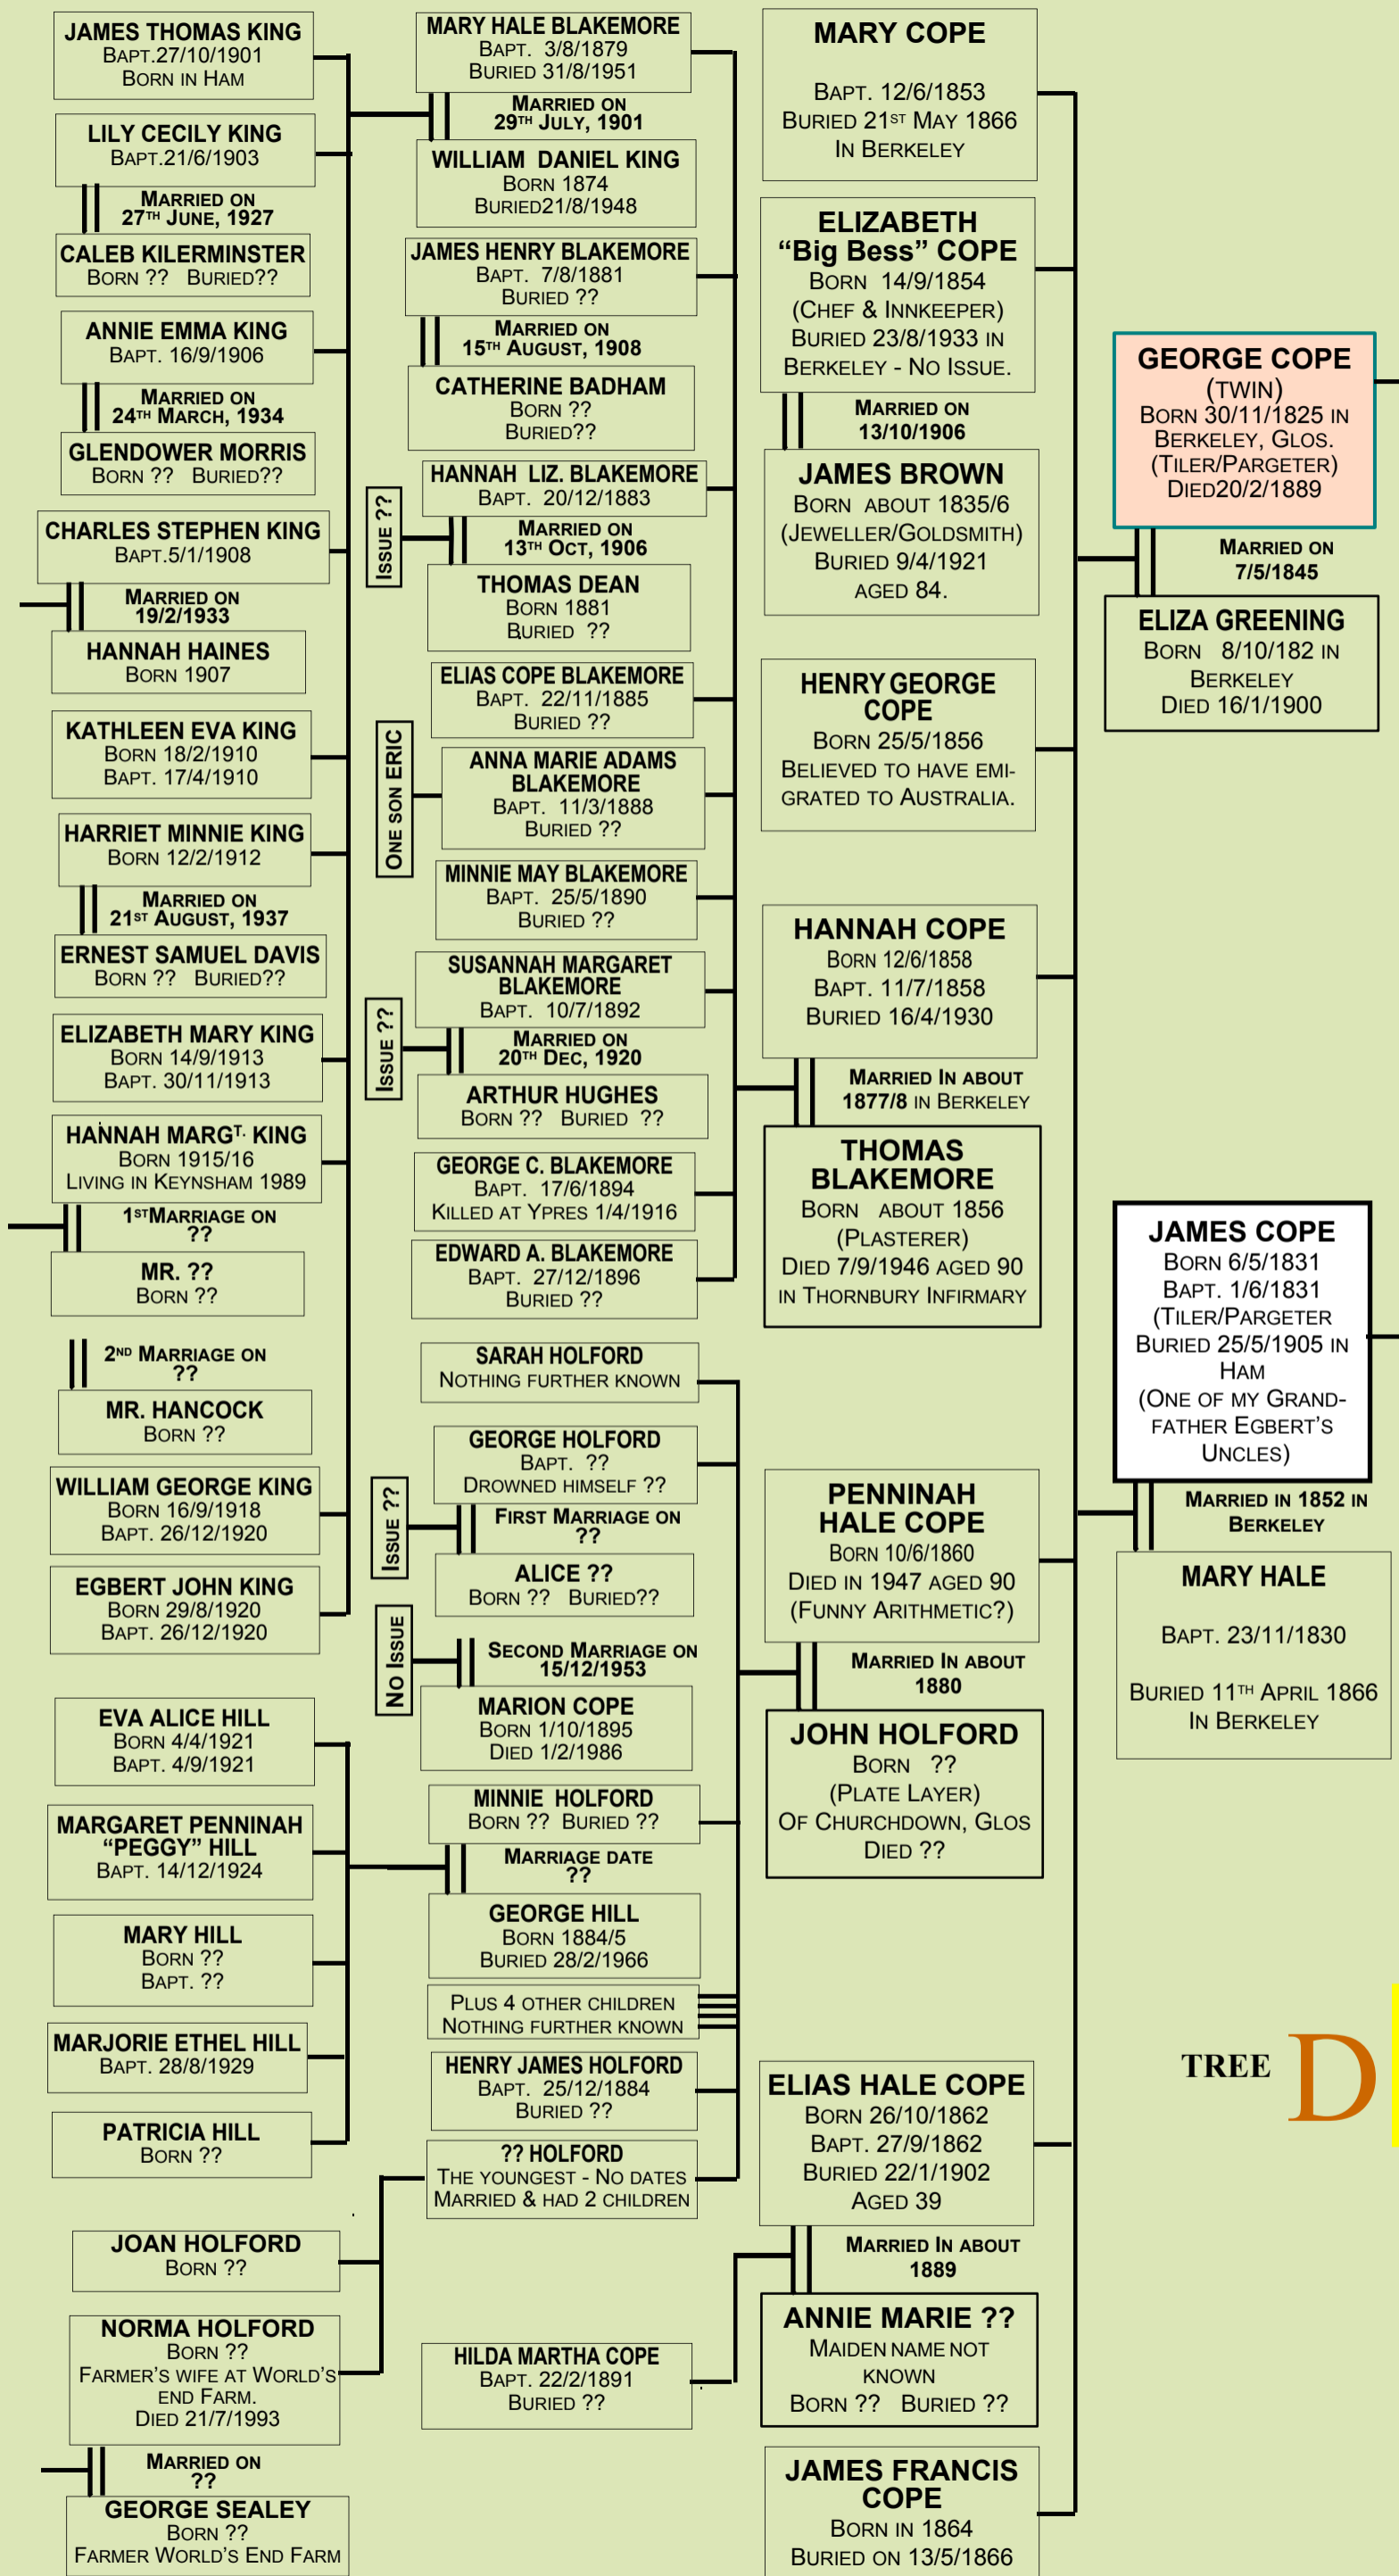 JAMES THOMAS KING
BAPT.27/10/1901
BORN IN HAM
LILY CECILY KING
BAPT.21/6/1903
MARRIED ON
27TH JUNE, 1927
CALEB KILERMINSTER
BORN ?? BURIED??
ANNIE EMMA KING
BAPT. 16/9/1906
MARRIED ON
24TH MARCH, 1934
GLENDOWER MORRIS
BORN ?? BURIED??
CHARLES STEPHEN KING
BAPT.5/1/1908
MARRIED ON
19/2/1933
HANNAH HAINES
BORN 1907
KATHLEEN EVA KING
BORN 18/2/1910
BAPT. 17/4/1910
HARRIET MINNIE KING
BORN 12/2/1912
MARRIED ON
21ST AUGUST, 1937
ERNEST SAMUEL DAVIS
BORN ?? BURIED??
ELIZABETH MARY KING
BORN 14/9/1913
BAPT. 30/11/1913
HANNAH MARGT. KING
BORN 1915/16
LIVING IN KEYNSHAM 1989
1STMARRIAGE ON
??
MR. ??
BORN ??
2ND MARRIAGE ON
??
MR. HANCOCK
BORN ??
WILLIAM GEORGE KING
BORN 16/9/1918
BAPT. 26/12/1920
EGBERT JOHN KING
BORN 29/8/1920
BAPT. 26/12/1920
EVA ALICE HILL
BORN 4/4/1921
BAPT. 4/9/1921
MARGARET PENNINAH
“PEGGY” HILL
BAPT. 14/12/1924
MARY HILL
BORN ??
BAPT. ??
MARJORIE ETHEL HILL
BAPT. 28/8/1929
PATRICIA HILL
BORN ??
JOAN HOLFORD
BORN ??
NORMA HOLFORD
BORN ??
FARMER'S WIFE AT WORLD'S
END FARM.
DIED 21/7/1993
MARRIED ON
??
GEORGE SEALEY
BORN ??
FARMER WORLD'S END FARM
MARY HALE BLAKEMORE
BAPT. 3/8/1879
BURIED 31/8/1951
MARRIED ON
29TH JULY, 1901
WILLIAM DANIEL KING
BORN 1874
BURIED21/8/1948
JAMES HENRY BLAKEMORE
BAPT. 7/8/1881
BURIED ??
MARRIED ON
15TH AUGUST, 1908
CATHERINE BADHAM
BORN ??
BURIED??
HANNAH LIZ. BLAKEMORE
BAPT. 20/12/1883
ISSUE ??
MARRIED ON
13TH OCT, 1906
THOMAS DEAN
BORN 1881
BURIED ??
ELIAS COPE BLAKEMORE
BAPT. 22/11/1885
BURIED ??
ONE SON ERIC
ANNA MARIE ADAMS
BLAKEMORE
BAPT. 11/3/1888
BURIED ??
MINNIE MAY BLAKEMORE
BAPT. 25/5/1890
BURIED ??
SUSANNAH MARGARET
BLAKEMORE
BAPT. 10/7/1892
ISSUE ??
MARRIED ON
20TH DEC, 1920
ARTHUR HUGHES
BORN ?? BURIED ??
GEORGE C. BLAKEMORE
BAPT. 17/6/1894
KILLED AT YPRES 1/4/1916
EDWARD A. BLAKEMORE
BAPT. 27/12/1896
BURIED ??
SARAH HOLFORD
NOTHING FURTHER KNOWN
GEORGE HOLFORD
BAPT. ??
DROWNED HIMSELF ??
ISSUE ??
FIRST MARRIAGE ON
??
ALICE ??
BORN ?? BURIED??
NO ISSUE
SECOND MARRIAGE ON
15/12/1953
MARION COPE
BORN 1/10/1895
DIED 1/2/1986
MINNIE HOLFORD
BORN ?? BURIED ??
MARRIAGE DATE
??
GEORGE HILL
BORN 1884/5
BURIED 28/2/1966
PLUS 4 OTHER CHILDREN
NOTHING FURTHER KNOWN
HENRY JAMES HOLFORD
BAPT. 25/12/1884
BURIED ??
?? HOLFORD
THE YOUNGEST - NO DATES
MARRIED & HAD 2 CHILDREN
HILDA MARTHA COPE
BAPT. 22/2/1891
BURIED ??
MARY COPE
BAPT. 12/6/1853
BURIED 21ST MAY 1866
IN BERKELEY
ELIZABETH
“Big Bess” COPE
BORN 14/9/1854
(CHEF & INNKEEPER)
BURIED 23/8/1933 IN
BERKELEY - NO ISSUE.
MARRIED ON
13/10/1906
JAMES BROWN
BORN ABOUT 1835/6
(JEWELLER/GOLDSMITH)
BURIED 9/4/1921
AGED 84.
HENRY GEORGE
COPE
BORN 25/5/1856
BELIEVED TO HAVE EMI-
GRATED TO AUSTRALIA.
HANNAH COPE
BORN 12/6/1858
BAPT. 11/7/1858
BURIED 16/4/1930
MARRIED IN ABOUT
1877/8 IN BERKELEY
THOMAS
BLAKEMORE
BORN ABOUT 1856
(PLASTERER)
DIED 7/9/1946 AGED 90
IN THORNBURY INFIRMARY
PENNINAH
HALE COPE
BORN 10/6/1860
DIED IN 1947 AGED 90
(FUNNY ARITHMETIC?)
MARRIED IN ABOUT
1880
JOHN HOLFORD
BORN ??
(PLATE LAYER)
OF CHURCHDOWN, GLOS
DIED ??
ELIAS HALE COPE
BORN 26/10/1862
BAPT. 27/9/1862
BURIED 22/1/1902
AGED 39
MARRIED IN ABOUT
1889
ANNIE MARIE ??
MAIDEN NAME NOT
KNOWN
BORN ?? BURIED ??
JAMES FRANCIS
COPE
BORN IN 1864
BURIED ON 13/5/1866
GEORGE COPE
(TWIN)
BORN 30/11/1825 IN
BERKELEY, GLOS.
(TILER/PARGETER)
DIED20/2/1889
MARRIED ON
7/5/1845
ELIZA GREENING
BORN 8/10/182 IN
BERKELEY
DIED 16/1/1900
JAMES COPE
BORN 6/5/1831
BAPT. 1/6/1831
(TILER/PARGETER
BURIED 25/5/1905 IN
HAM
(ONE OF MY GRAND-
FATHER EGBERT'S
UNCLES)
MARRIED IN 1852 IN
BERKELEY
MARY HALE
BAPT. 23/11/1830
BURIED 11TH APRIL 1866
IN BERKELEY
TREE D